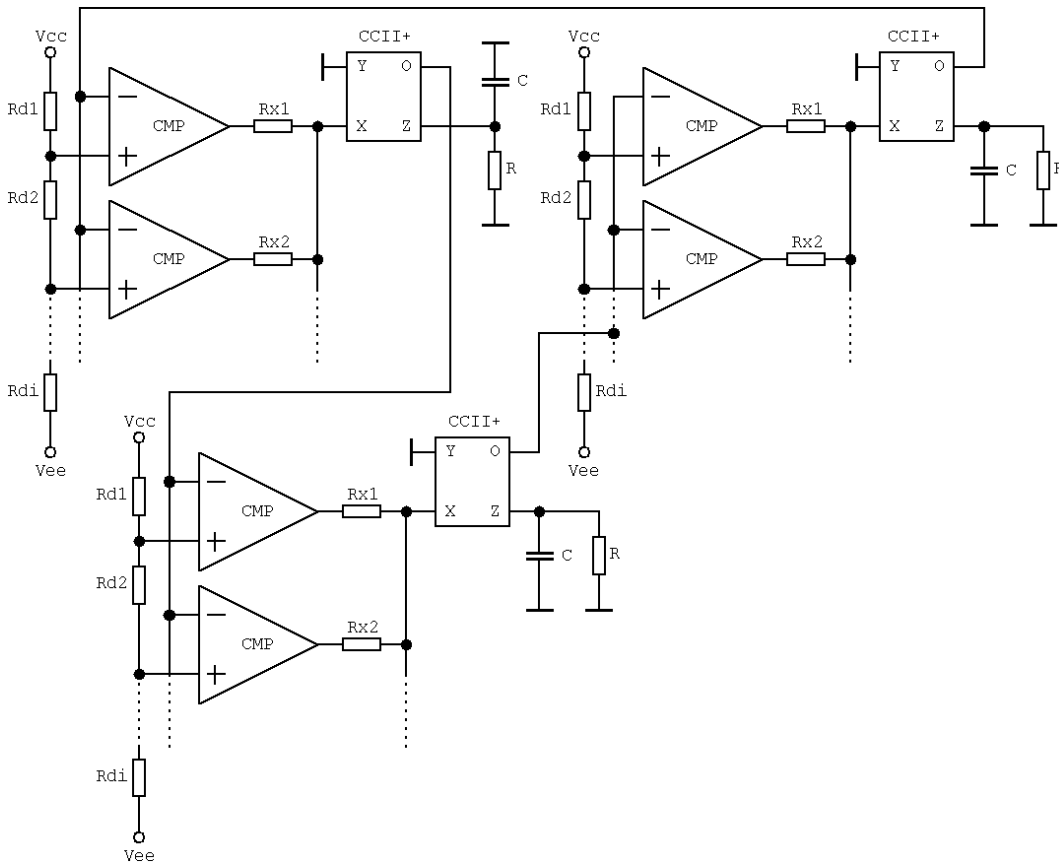 Vcc CCII+ Vcc CCII+
Y O C Y O
Rd1 − Rx1 Rd1 − Rx1
CMP X Z CMP X Z
+ R + C R
Rd2 Rd2
− Rx2 − Rx2
CMP CMP
+ +
Rdi Rdi
Vcc CCII+
Vee Y O Vee
Rd1 − Rx1
CMP X Z
+ C R
Rd2
− Rx2
CMP
+
Rdi
Vee